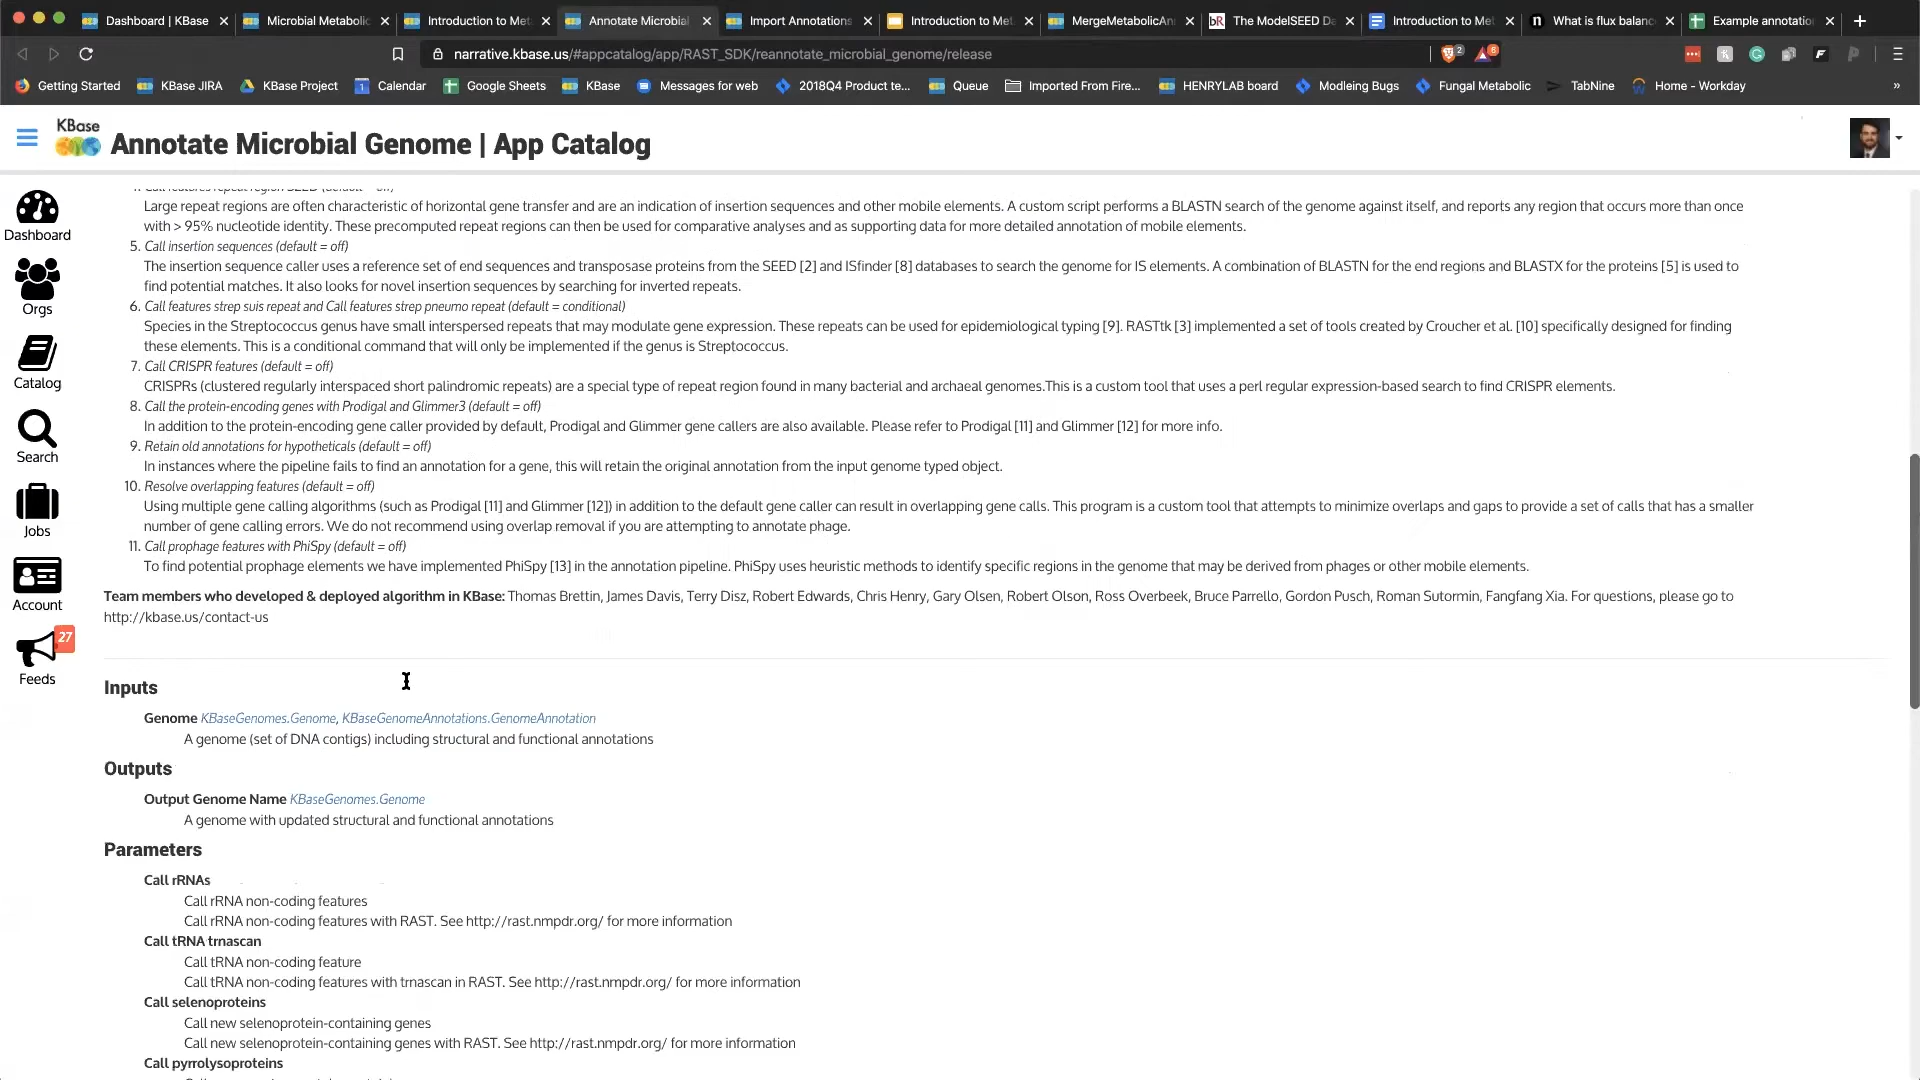 Dashboard | KBase
Microbial Metabolic
Introduction to Met
Annotate Microbial
Import Annotations
Introduction to Met
MergeMetabolicAn
The ModelSEED Da
Introduction to Met
What is flux balanc
Example annotatio
narrative.kbase.us/#appcatalog/app/RAST_SDK/reannotate_microbial_genome/release
2
6
Getting Started
KBase JIRA
KBase Project
Calendar
Google Sheets
KBase
Messages for web
2018Q4 Product te...
Queue
Imported From Fire...
HENRYLAB board
Modleing Bugs
Fungal Metabolic
TabNine
Home - Workday
»
KBase
Annotate Microbial Genome | App Catalog
Dashboard
Orgs
Catalog
Search
Jobs
Account
27
Feeds
Large repeat regions are often characteristic of horizontal gene transfer and are an indication of insertion sequences and other mobile elements. A custom script performs a BLASTN search of the genome against itself, and reports any region that occurs more than once
with > 95% nucleotide identity. These precomputed repeat regions can then be used for comparative analyses and as supporting data for more detailed annotation of mobile elements.
5. Call insertion sequences (default = off)
The insertion sequence caller uses a reference set of end sequences and transposase proteins from the SEED [2] and ISfinder [8] databases to search the genome for IS elements. A combination of BLASTN for the end regions and BLASTX for the proteins [5] is used to
find potential matches. It also looks for novel insertion sequences by searching for inverted repeats.
6. Call features strep suis repeat and Call features strep pneumo repeat (default = conditional)
Species in the Streptococcus genus have small interspersed repeats that may modulate gene expression. These repeats can be used for epidemiological typing [9]. RASTtk [3] implemented a set of tools created by Croucher et al. [10] specifically designed for finding
these elements. This is a conditional command that will only be implemented if the genus is Streptococcus.
7. Call CRISPR features (default = off)
CRISPRs (clustered regularly interspaced short palindromic repeats) are a special type of repeat region found in many bacterial and archaeal genomes.This is a custom tool that uses a perl regular expression-based search to find CRISPR elements.
8. Call the protein-encoding genes with Prodigal and Glimmer3 (default = off)
In addition to the protein-encoding gene caller provided by default, Prodigal and Glimmer gene callers are also available. Please refer to Prodigal [11] and Glimmer [12] for more info.
9. Retain old annotations for hypotheticals (default = off)
In instances where the pipeline fails to find an annotation for a gene, this will retain the original annotation from the input genome typed object.
10. Resolve overlapping features (default = off)
Using multiple gene calling algorithms (such as Prodigal [11] and Glimmer [12]) in addition to the default gene caller can result in overlapping gene calls. This program is a custom tool that attempts to minimize overlaps and gaps to provide a set of calls that has a smaller
number of gene calling errors. We do not recommend using overlap removal if you are attempting to annotate phage.
11. Call prophage features with PhiSpy (default = off)
To find potential prophage elements we have implemented PhiSpy [13] in the annotation pipeline. PhiSpy uses heuristic methods to identify specific regions in the genome that may be derived from phages or other mobile elements.
Team members who developed & deployed algorithm in KBase: Thomas Brettin, James Davis, Terry Disz, Robert Edwards, Chris Henry, Gary Olsen, Robert Olson, Ross Overbeek, Bruce Parrello, Gordon Pusch, Roman Sutormin, Fangfang Xia. For questions, please go to
http://kbase.us/contact-us
Inputs
Genome KBaseGenomes.Genome, KBaseGenomeAnnotations.GenomeAnnotation
A genome (set of DNA contigs) including structural and functional annotations
Outputs
Output Genome Name KBaseGenomes.Genome
A genome with updated structural and functional annotations
Parameters
Call rRNAs
Call rRNA non-coding features
Call rRNA non-coding features with RAST. See http://rast.nmpdr.org/ for more information
Call tRNA trnascan
Call tRNA non-coding feature
Call tRNA non-coding features with trnascan in RAST. See http://rast.nmpdr.org/ for more information
Call selenoproteins
Call new selenoprotein-containing genes
Call new selenoprotein-containing genes with RAST. See http://rast.nmpdr.org/ for more information
Call pyrrolysoproteins